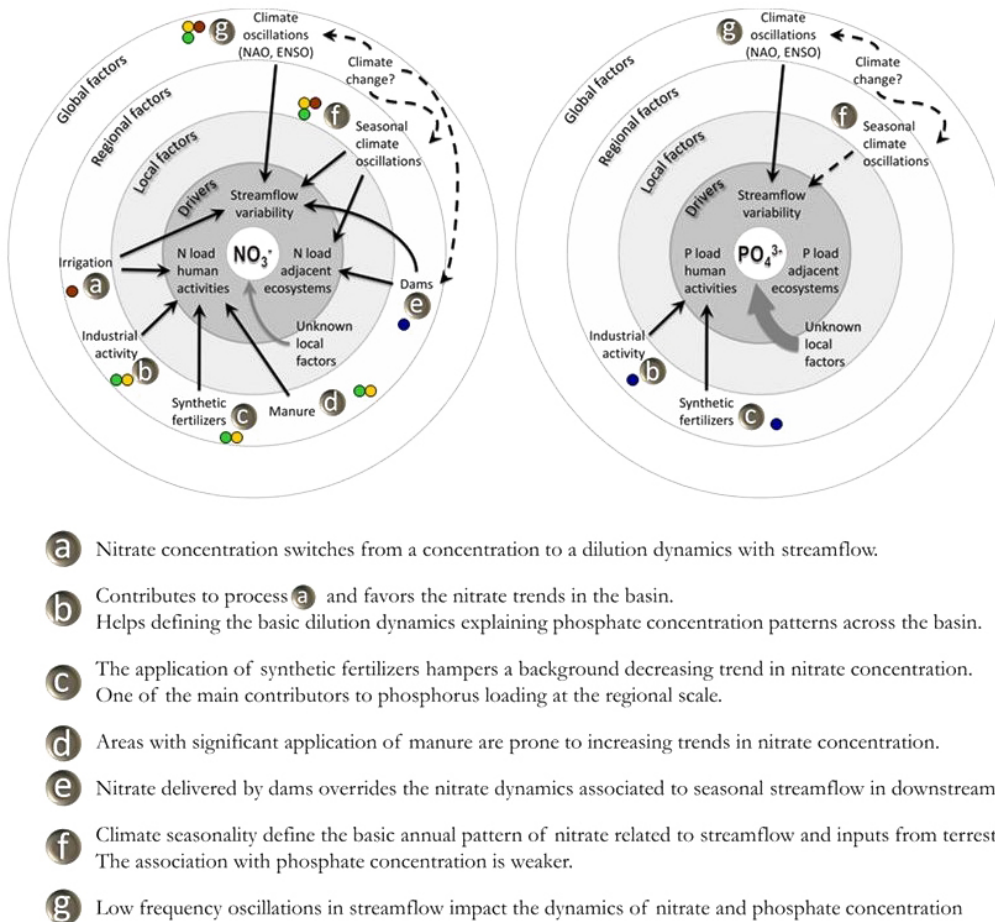 g
Climate
oscillations
(NAO, ENSO)
Climate
change?
Global factors
Regional factors
Local factors
Drivers
f
Seasonal
climate
oscillations
Streamflow
variability
Irrigation
a
N load
human
activities
NO3-
N load
adjacent
ecosystems
Dams
e
Industrial
activity
b
Unknown
local
factors
Synthetic
fertilizers
c
Manure
d
g
Climate
oscillations
(NAO, ENSO)
Climate
change?
Global factors
Regional factors
Local factors
Drivers
f
Seasonal
climate
oscillations
Streamflow
variability
P load
human
activities
PO43-
P load
adjacent
ecosystems
Industrial
activity
b
Unknown
local
factors
Synthetic
fertilizers
c
a Nitrate concentration switches from a concentration to a dilution dynamics with streamflow.
b Contributes to process a and favors the nitrate trends in the basin.
Helps defining the basic dilution dynamics explaining phosphate concentration patterns across the basin.
c The application of synthetic fertilizers hampers a background decreasing trend in nitrate concentration.
One of the main contributors to phosphorus loading at the regional scale.
d Areas with significant application of manure are prone to increasing trends in nitrate concentration.
e Nitrate delivered by dams overrides the nitrate dynamics associated to seasonal streamflow in downstream
f Climate seasonality define the basic annual pattern of nitrate related to streamflow and inputs from terrest
The association with phosphate concentration is weaker.
g Low frequency oscillations in streamflow impact the dynamics of nitrate and phosphate concentration